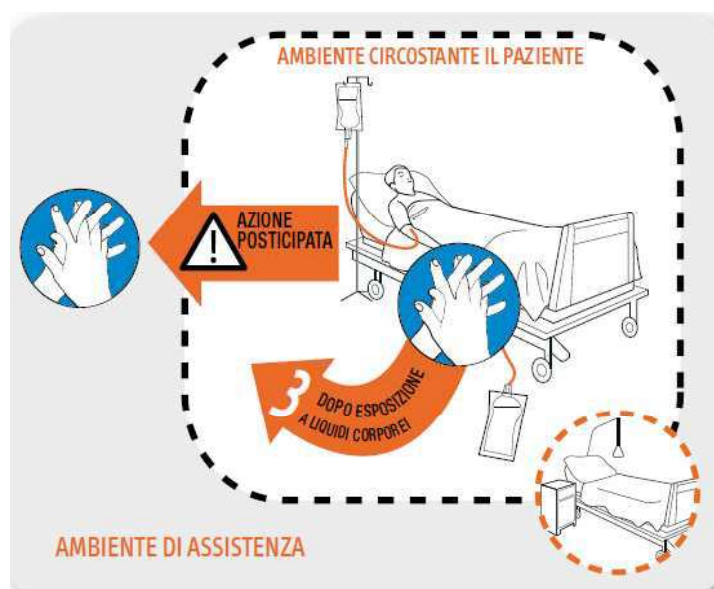 AMBIENTE CIRCOSTANTE IL PAZIENTE
AZIONE
POSTICIPATA
3
DOPO ESPOSIZIONE
A LIQUIDI CORPOREI
AMBIENTE DI ASSISTENZA